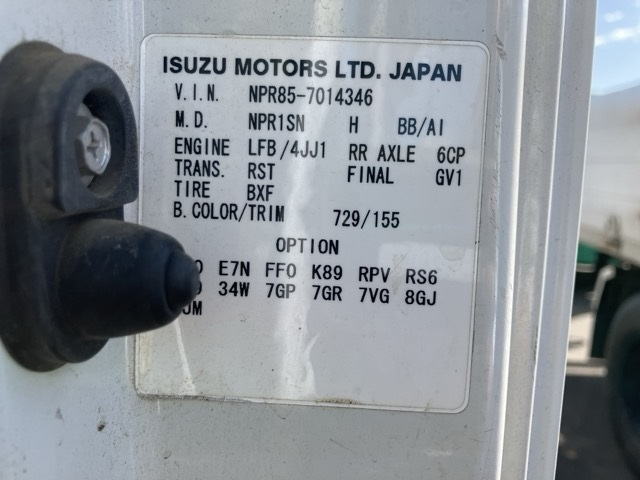 ISUZU MOTORS LTD. JAPAN
V.I.N. NPR85-7014346
M.D. NPR1SN H BB/AI
ENGINE LFB/4JJ1 RR AXLE 6CP
TRANS. RST FINAL GV1
TIRE BXF
B.COLOR/TRIM 729/155
OPTION
E7N FF0 K89 RPV RS6
34W 7GP 7GR 7VG 8GJ